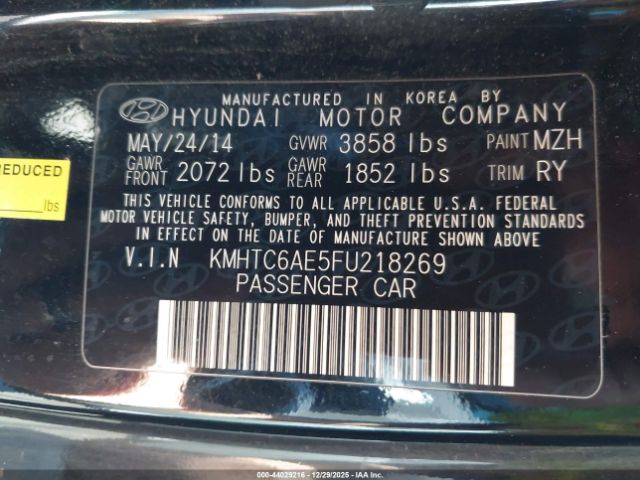 MANUFACTURED IN KOREA BY
HYUNDAI MOTOR COMPANY
MAY/24/14 GVWR 3858 lbs PAINT MZH
GAWR FRONT 2072 lbs GAWR REAR 1852 lbs TRIM RY
THIS VEHICLE CONFORMS TO ALL APPLICABLE U.S.A. FEDERAL
MOTOR VEHICLE SAFETY, BUMPER, AND THEFT PREVENTION STANDARDS
IN EFFECT ON THE DATE OF MANUFACTURE SHOWN ABOVE
V.I.N KMHTC6AE5FU218269
PASSENGER CAR
REDUCED
lbs
© - 44029216 - 12/29/2025 - IAAI.COM